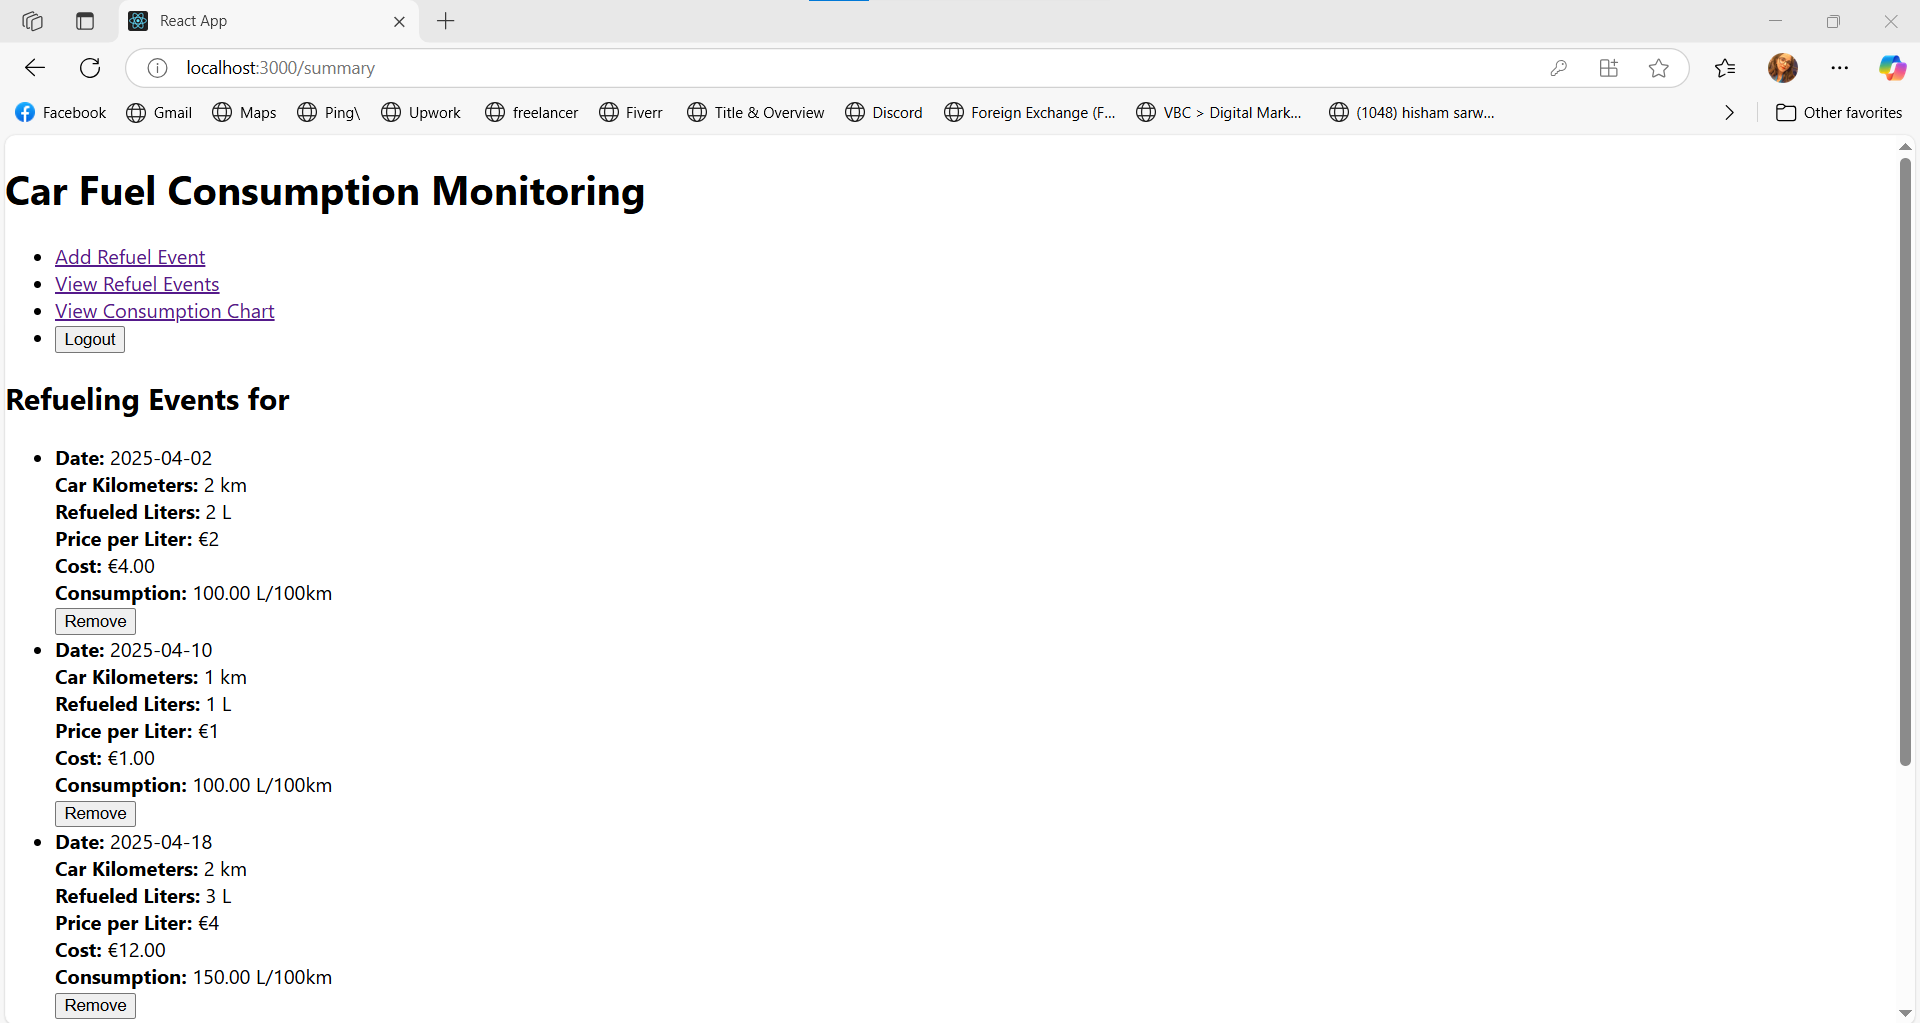 React App
localhost:3000/summary
Facebook Gmail Maps Ping\ Upwork freelancer Fiverr Title & Overview Discord Foreign Exchange (F... VBC > Digital Mark... (1048) hisham sarw... Other favorites
Car Fuel Consumption Monitoring
Add Refuel Event
View Refuel Events
View Consumption Chart
Logout
Refueling Events for
Date: 2025-04-02
Car Kilometers: 2 km
Refueled Liters: 2 L
Price per Liter: €2
Cost: €4.00
Consumption: 100.00 L/100km
Remove
Date: 2025-04-10
Car Kilometers: 1 km
Refueled Liters: 1 L
Price per Liter: €1
Cost: €1.00
Consumption: 100.00 L/100km
Remove
Date: 2025-04-18
Car Kilometers: 2 km
Refueled Liters: 3 L
Price per Liter: €4
Cost: €12.00
Consumption: 150.00 L/100km
Remove